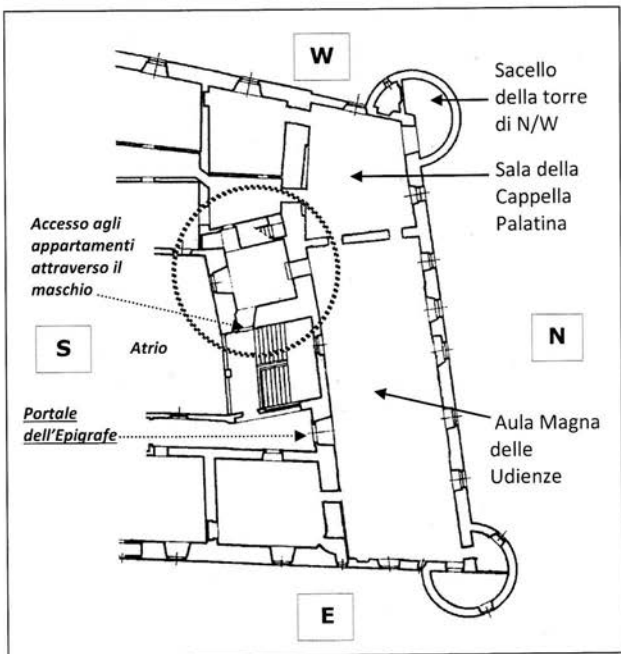 W
Sacello
della torre
di N/W
Sala della
Cappella
Palatina
Accesso agli
appartamenti
attraverso il
maschio
S
Atrio
N
Portale
dell'Epigrafe
Aula Magna
delle
Udienze
E